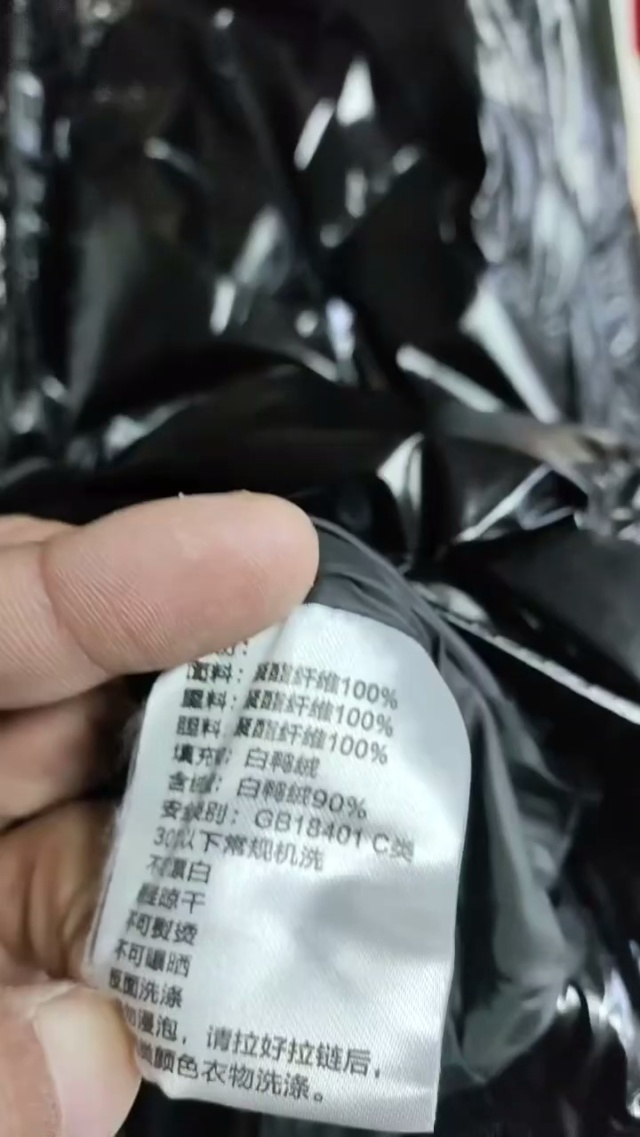 面料：聚酯纤维100%
里料：聚酯纤维100%
胆料：聚酯纤维100%
填充物：白鸭绒
含绒：白鸭绒90%
安全级别：GB18401 C类
30以下常规机洗
不可漂白
悬挂晾干
不可熨烫
不可曝晒
反面洗涤
浸泡，请拉好拉链后，
颜色衣物洗涤。